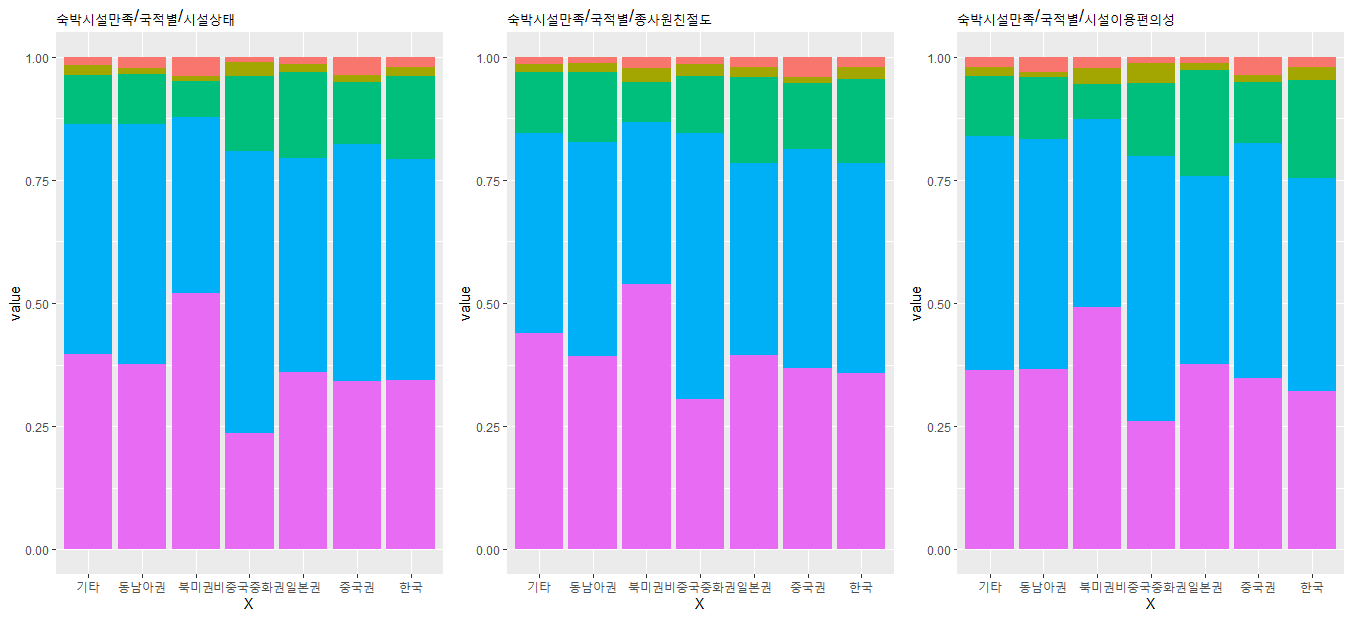 숙박시설만족/국적별/시설상태
value
1.00
0.75
0.50
0.25
0.00
기타 동남아권 북미권 비중국중화권 일본권 중국권 한국
X
숙박시설만족/국적별/종사원친절도
value
1.00
0.75
0.50
0.25
0.00
기타 동남아권 북미권 비중국중화권 일본권 중국권 한국
X
숙박시설만족/국적별/시설이용편의성
value
1.00
0.75
0.50
0.25
0.00
기타 동남아권 북미권 비중국중화권 일본권 중국권 한국
X